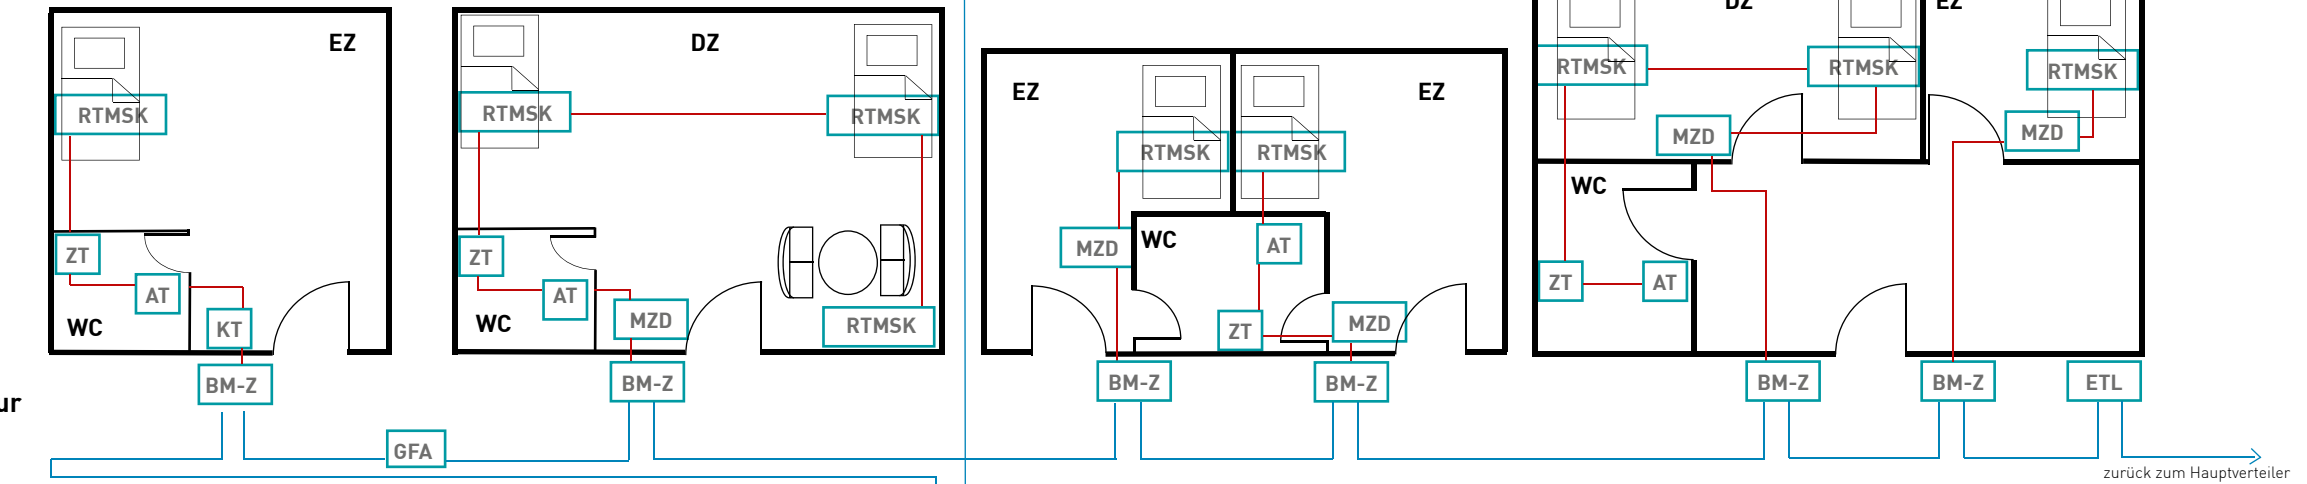 EZ
RTMSK
ZT
AT
WC
KT
BM-Z
ur
GFA
DZ
RTMSK
RTMSK
ZT
AT
WC
MZD
RTMSK
BM-Z
EZ
EZ
RTMSK
RTMSK
MZD
WC
AT
ZT
MZD
BM-Z
BM-Z
DZ
EZ
RTMSK
RTMSK
RTMSK
MZD
MZD
WC
ZT
AT
BM-Z
BM-Z
ETL
zurück zum Hauptverteiler